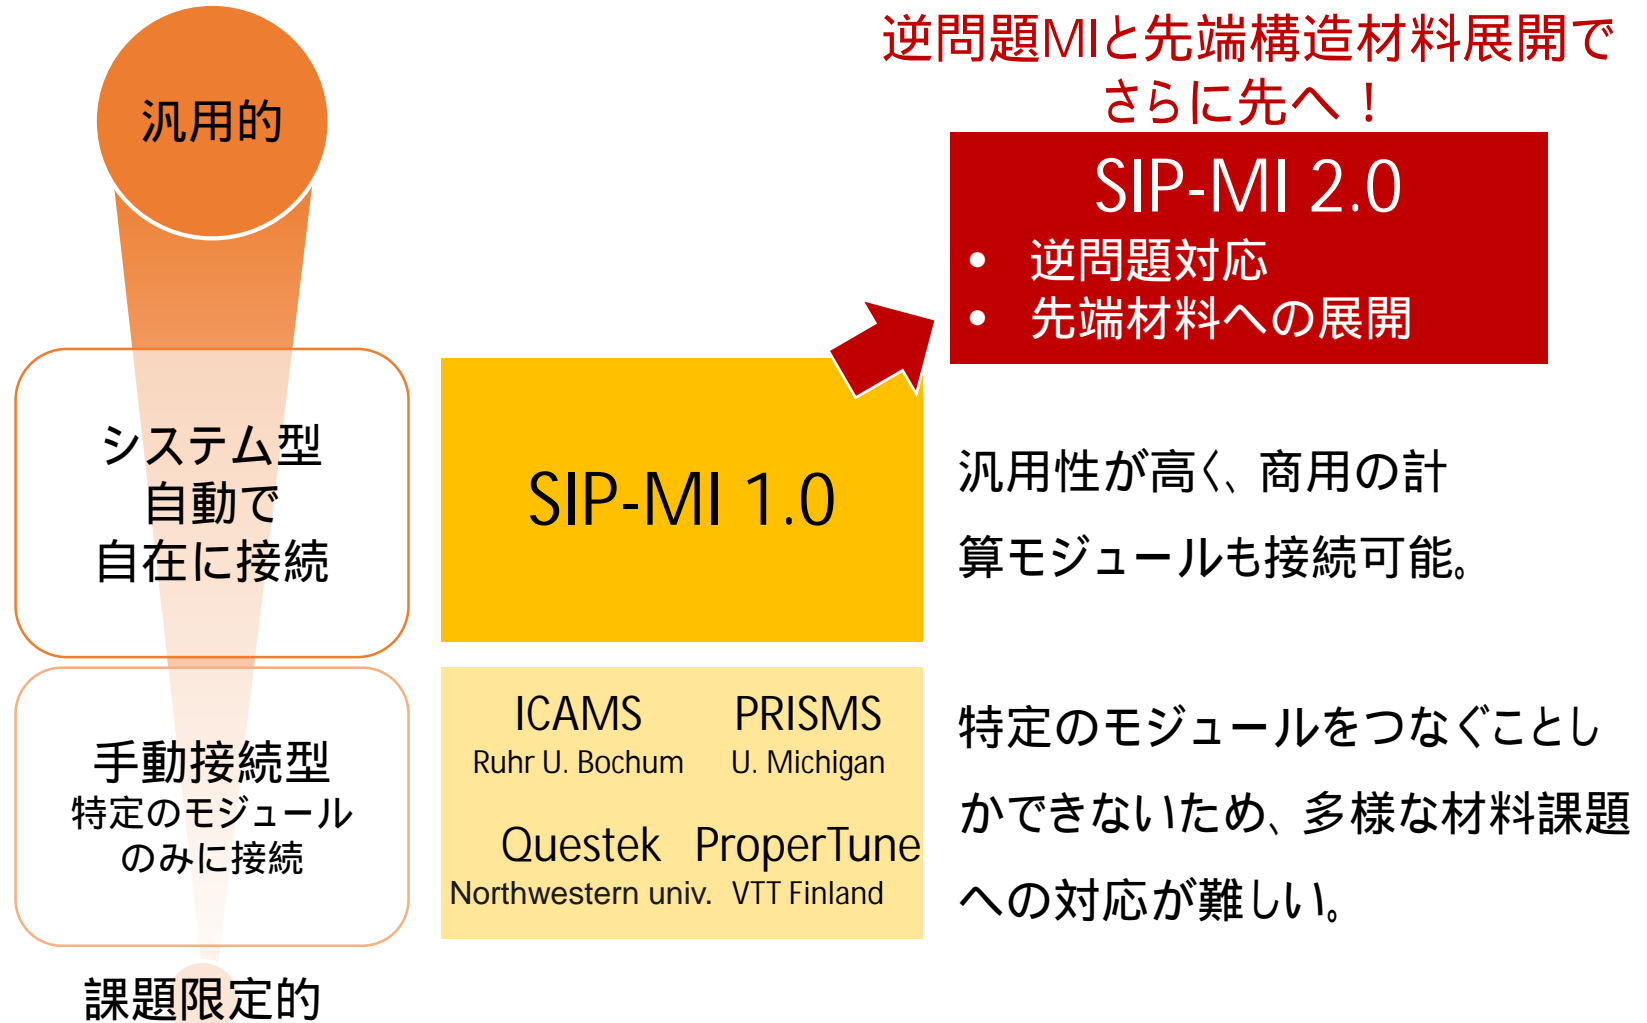 逆問題MIと先端構造材料展開で
さらに先へ！
汎用的
SIP-MI 2.0
• 逆問題対応
• 先端材料への展開
システム型
自動で
自在に接続
SIP-MI 1.0
汎用性が高く、商用の計
算モジュールも接続可能。
手動接続型
特定のモジュール
のみに接続
ICAMS
Ruhr U. Bochum
PRISMS
U. Michigan
Questek
Northwestern univ.
ProperTune
VTT Finland
特定のモジュールをつなぐことし
かできないため、多様な材料課題
への対応が難しい。
課題限定的